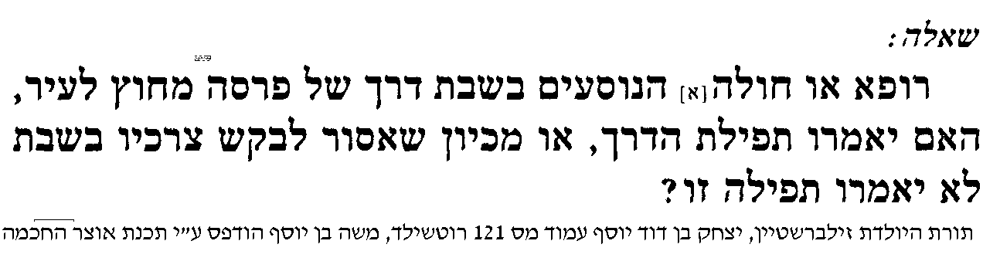 שאלה:
רופא או חולה[א] הנוסעים בשבת דרך של פרסה מחוץ לעיר,
האם יאמרו תפילת הדרך, או מכיון שאסור לבקש צרכיו בשבת
לא יאמרו תפילה זו?
תורת היולדת זילברשטיין, יצחק בן דוד יוסף עמוד מס 121 רוטשילד, משה בן יוסף הודפס ע"י תכנת אוצר החכמה